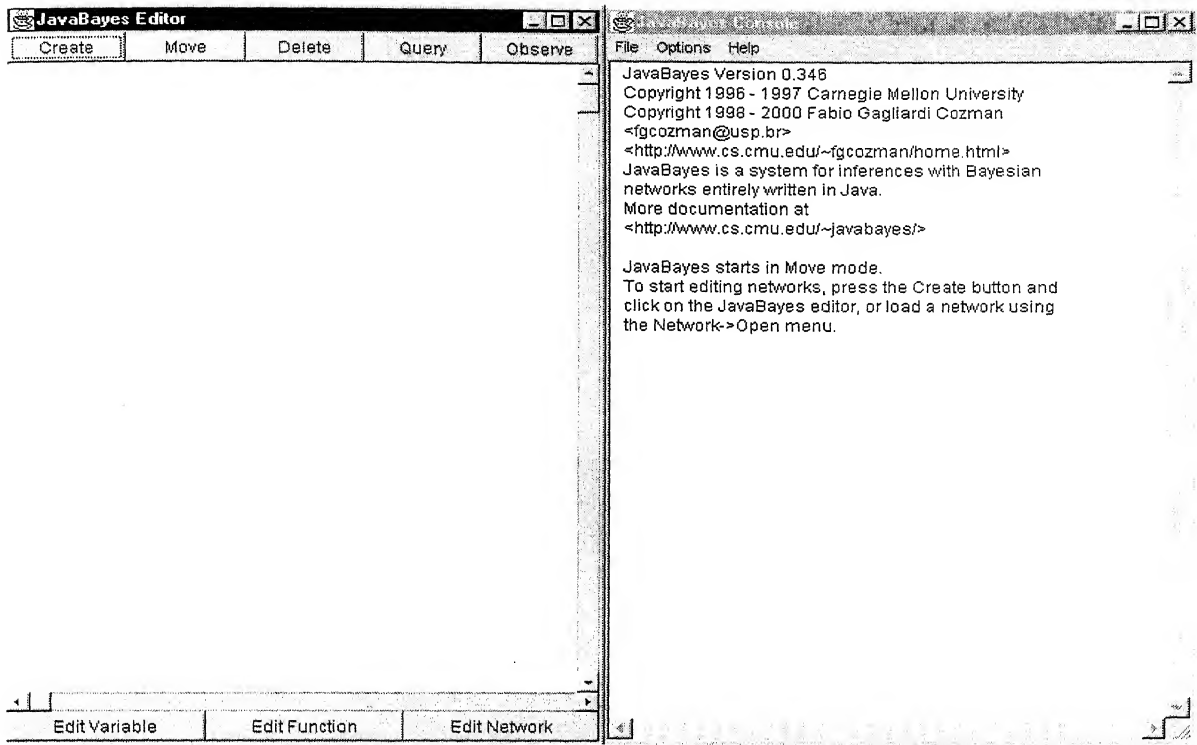 JavaBayes Editor
Create Move Delete Query Observe
Edit Variable Edit Function Edit Network
JavaBayes Console
File Options Help
JavaBayes Version 0.346
Copyright 1996 - 1997 Carnegie Mellon University
Copyright 1998 - 2000 Fabio Gagliardi Cozman
<fgcozman@usp.br>
<http://www.cs.cmu.edu/~fgcozman/home.html>
JavaBayes is a system for inferences with Bayesian
networks entirely written in Java.
More documentation at
<http://www.cs.cmu.edu/~javabayes/>
JavaBayes starts in Move mode.
To start editing networks, press the Create button and
click on the JavaBayes editor, or load a network using
the Network->Open menu.